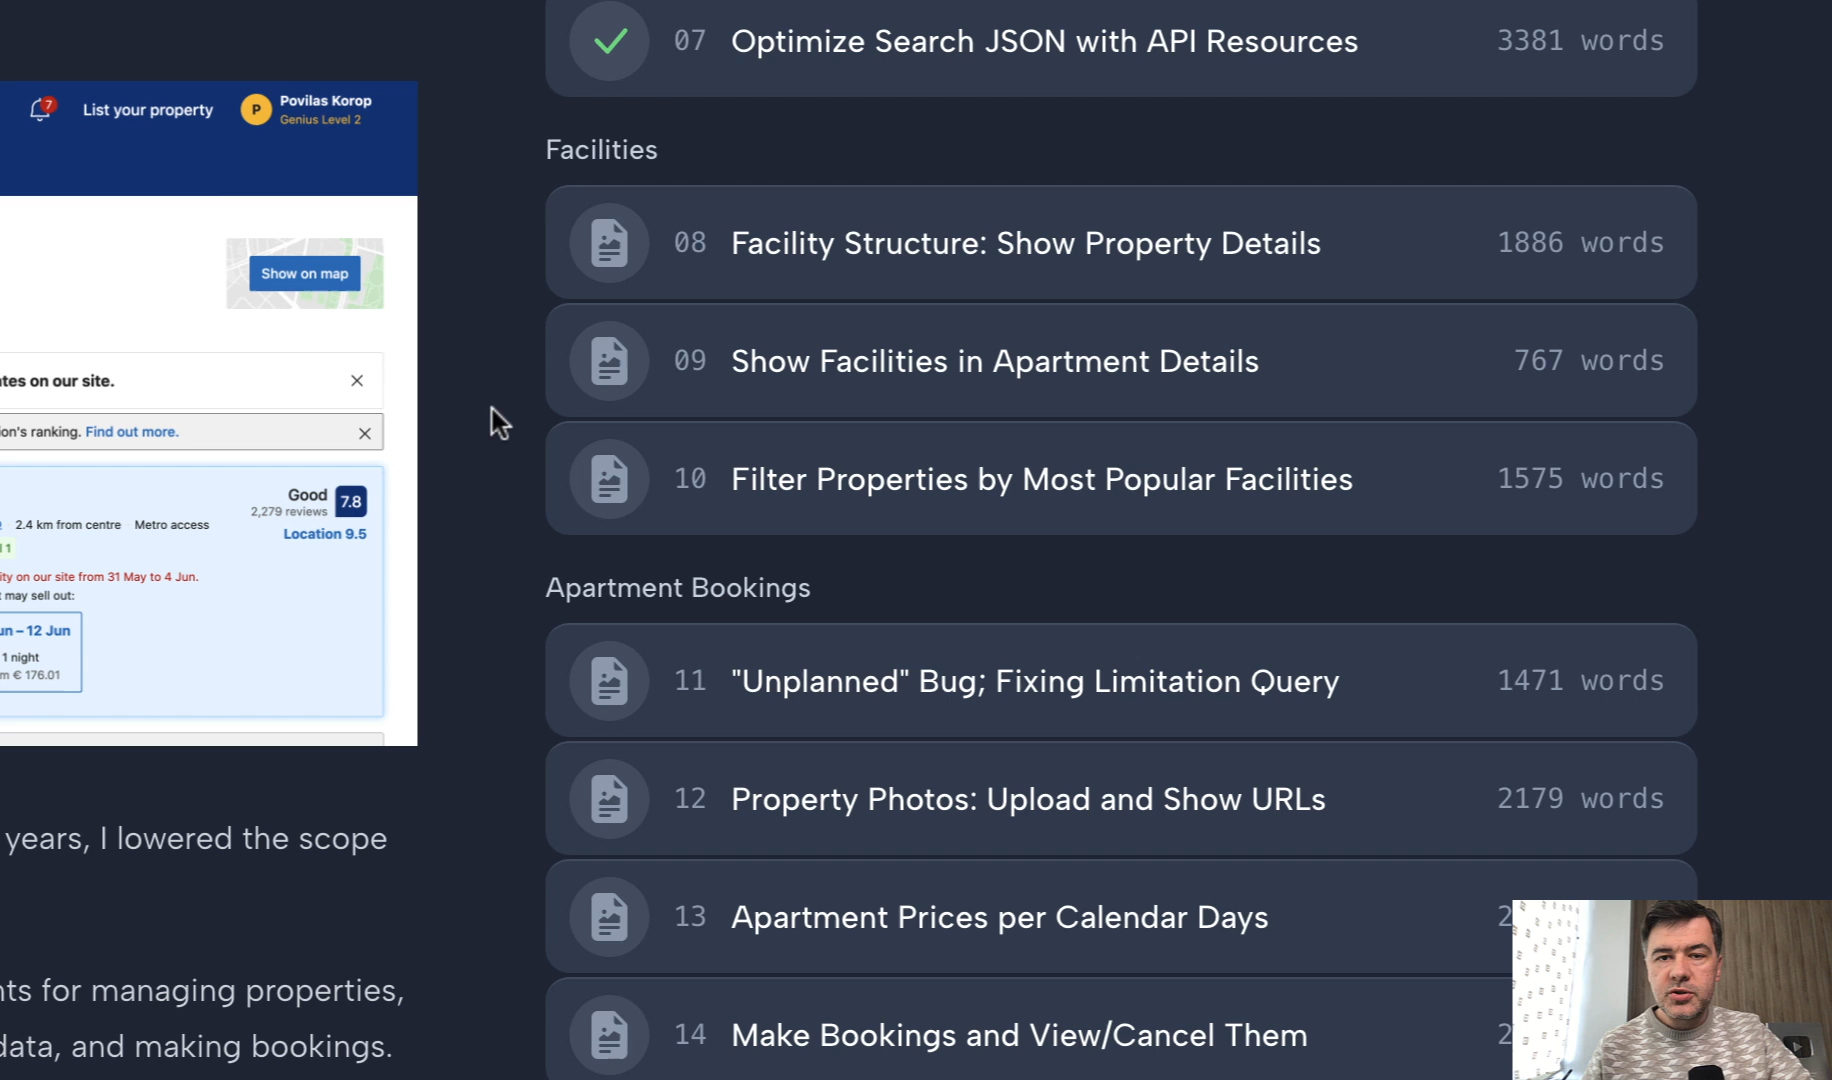 7
List your property
P
Povilas Korop
Genius Level 2
Show on map
on our site.
ranking. Find out more.
Good
7.8
2,279 reviews
2.4 km from centre
Metro access
Location 9.5
1
on our site from 31 May to 4 Jun.
may sell out:
– 12 Jun
1 night
€ 176.01
years, I lowered the scope
for managing properties,
data, and making bookings.
07 Optimize Search JSON with API Resources 3381 words
Facilities
08 Facility Structure: Show Property Details 1886 words
09 Show Facilities in Apartment Details 767 words
10 Filter Properties by Most Popular Facilities 1575 words
Apartment Bookings
11 "Unplanned" Bug; Fixing Limitation Query 1471 words
12 Property Photos: Upload and Show URLs 2179 words
13 Apartment Prices per Calendar Days 2
14 Make Bookings and View/Cancel Them 2